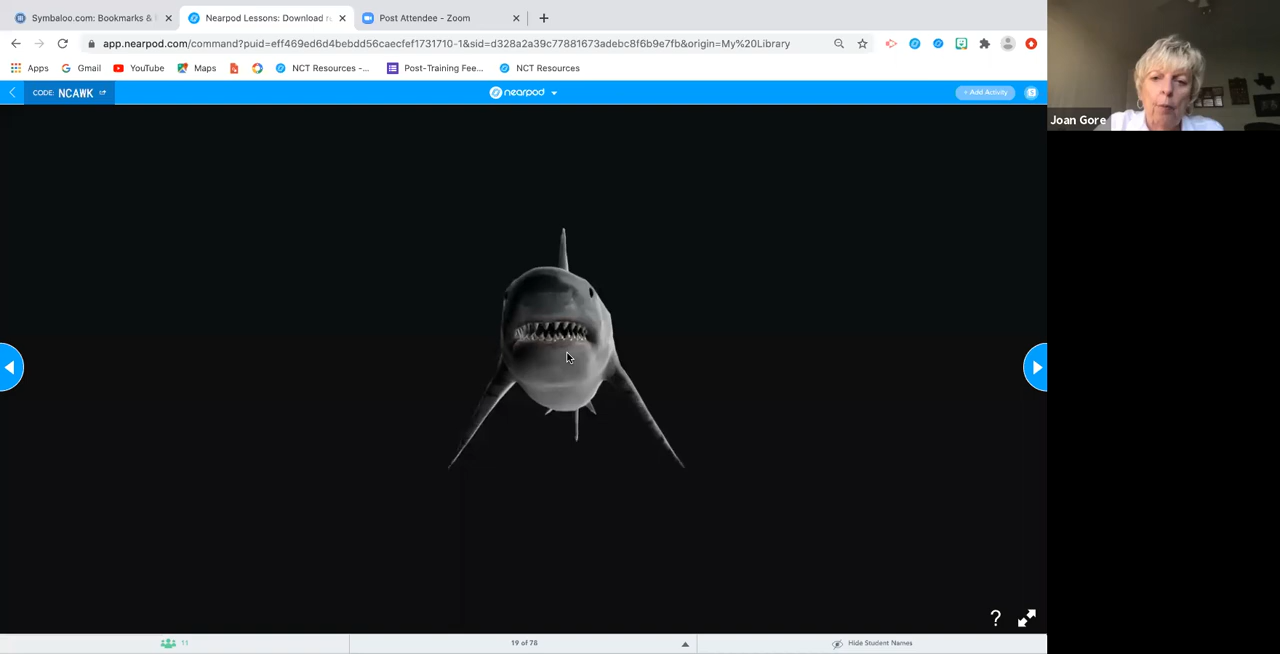 Symbaloo.com: Bookmarks &
Nearpod Lessons: Download r
Post Attendee - Zoom
app.nearpod.com/command?puid=eff469ed6d4bebdd56caecfef1731710-1&sid=d328a2a39c77881673adebc8f6b9e7fb&origin=My%20Library
Apps
Gmail
YouTube
Maps
NCT Resources -...
Post-Training Fee...
NCT Resources
CODE: NCAWK
nearpod
+ Add Activity
Joan Gore
?
11
19 of 78
Hide Student Names